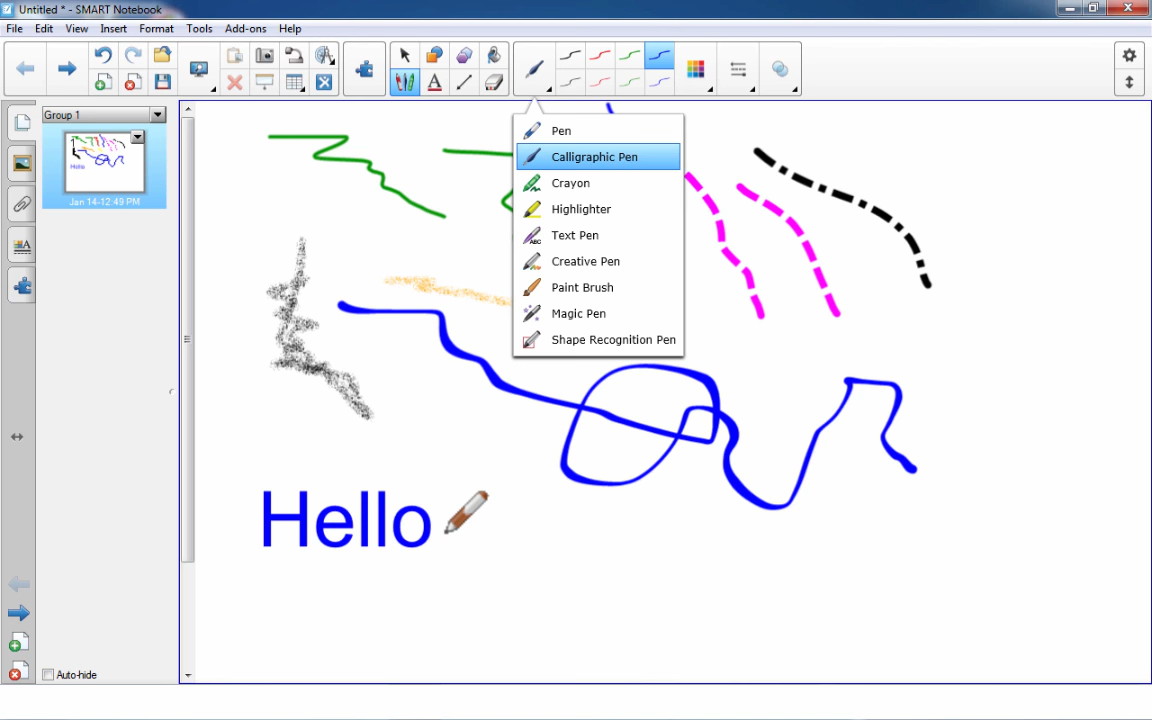 Untitled * - SMART Notebook
File Edit View Insert Format Tools Add-ons Help
Group 1
Jan 14-12:49 PM
Pen
Calligraphic Pen
Crayon
Highlighter
Text Pen
Creative Pen
Paint Brush
Magic Pen
Shape Recognition Pen
Hello
Auto-hide